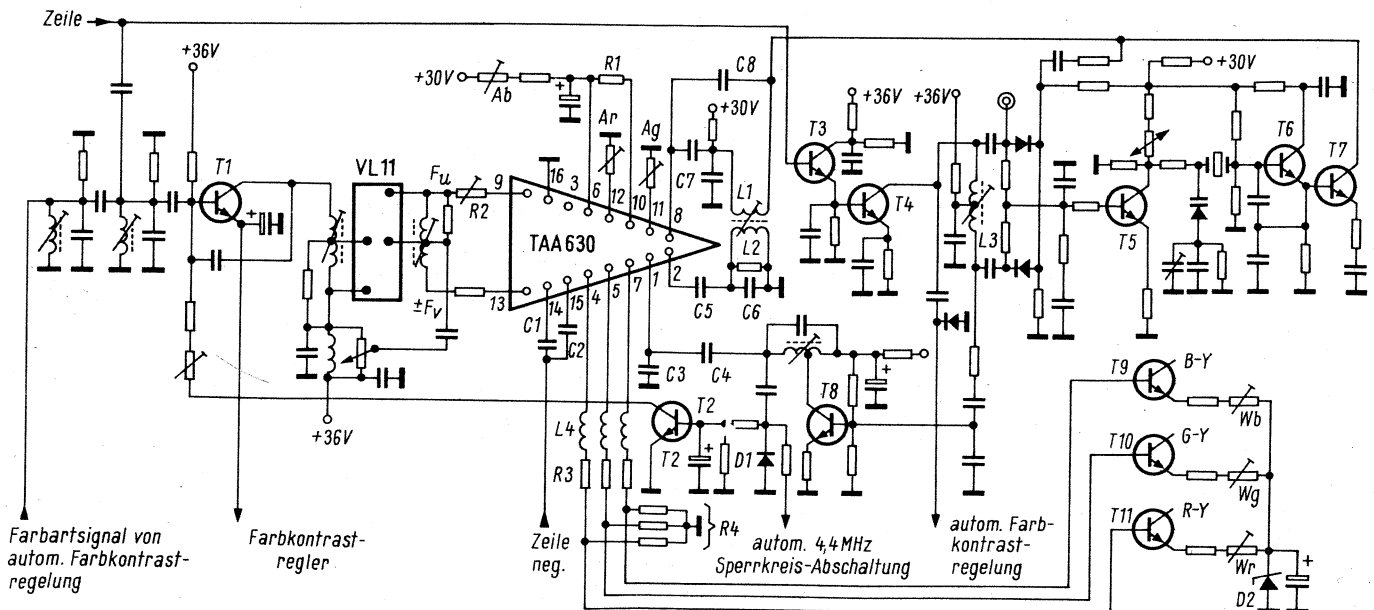 Zeile
+36V
T1
VL11
Fu
±Fv
R2
+30V
Ab
R1
Ar
Ag
C8
+30V
C7
L1
L2
C5
C6
9
16
3
6
12
10
11
8
TAA630
13
14
15
4
5
7
1
2
C1
C2
C3
C4
L4
R3
R4
T2
T2
D1
T8
T3
+36V
T4
+36V
L3
T5
+30V
T6
T7
T9
B-Y
Wb
T10
G-Y
Wg
T11
R-Y
Wr
D2
+36V
Farbartsignal von
autom. Farbkontrast-
regelung
Farbkontrast-
regler
Zeile
neg.
autom. 4,4MHz
Sperrkreis-Abschaltung
autom. Farb-
kontrast-
regelung